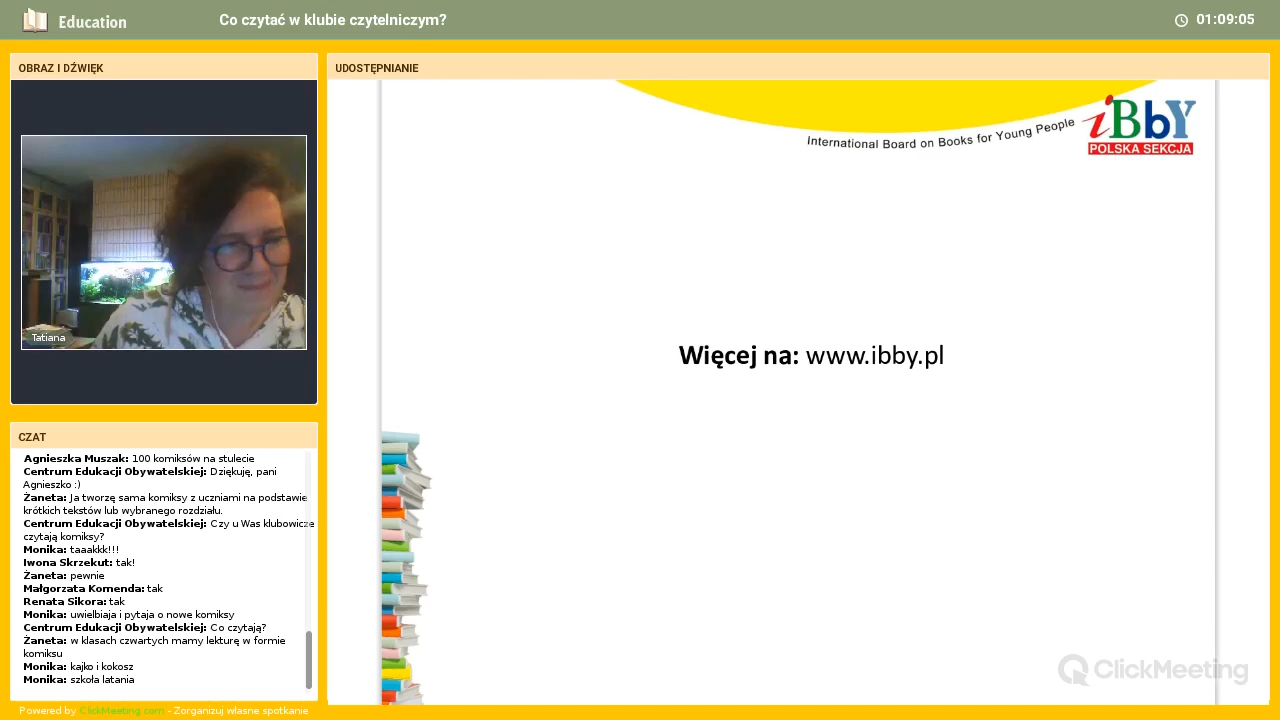 Education
Co czytać w klubie czytelniczym?
01:09:05
OBRAZ I DŹWIĘK
Tatiana
CZAT
Agnieszka Muszak: 100 komiksów na stulecie
Centrum Edukacji Obywatelskiej: Dziękuję, pani
Agnieszko :)
Żaneta: Ja tworzę sama komiksy z uczniami na podstawie
krótkich tekstów lub wybranego rozdziału.
Centrum Edukacji Obywatelskiej: Czy u Was klubowicze
czytają komiksy?
Monika: taaakkk!!!
Iwona Skrzekut: tak!
Żaneta: pewnie
Małgorzata Komenda: tak
Renata Sikora: tak
Monika: uwielbiaja i pytaja o nowe komiksy
Centrum Edukacji Obywatelskiej: Co czytają?
Żaneta: w klasach czwartych mamy lekturę w formie
komiksu
Monika: kajko i kokosz
Monika: szkoła latania
Powered by ClickMeeting.com - Zorganizuj własne spotkanie
UDOSTĘPNIANIE
International Board on Books for Young People
iBbY
POLSKA SEKCJA
Więcej na: www.ibby.pl
ClickMeeting